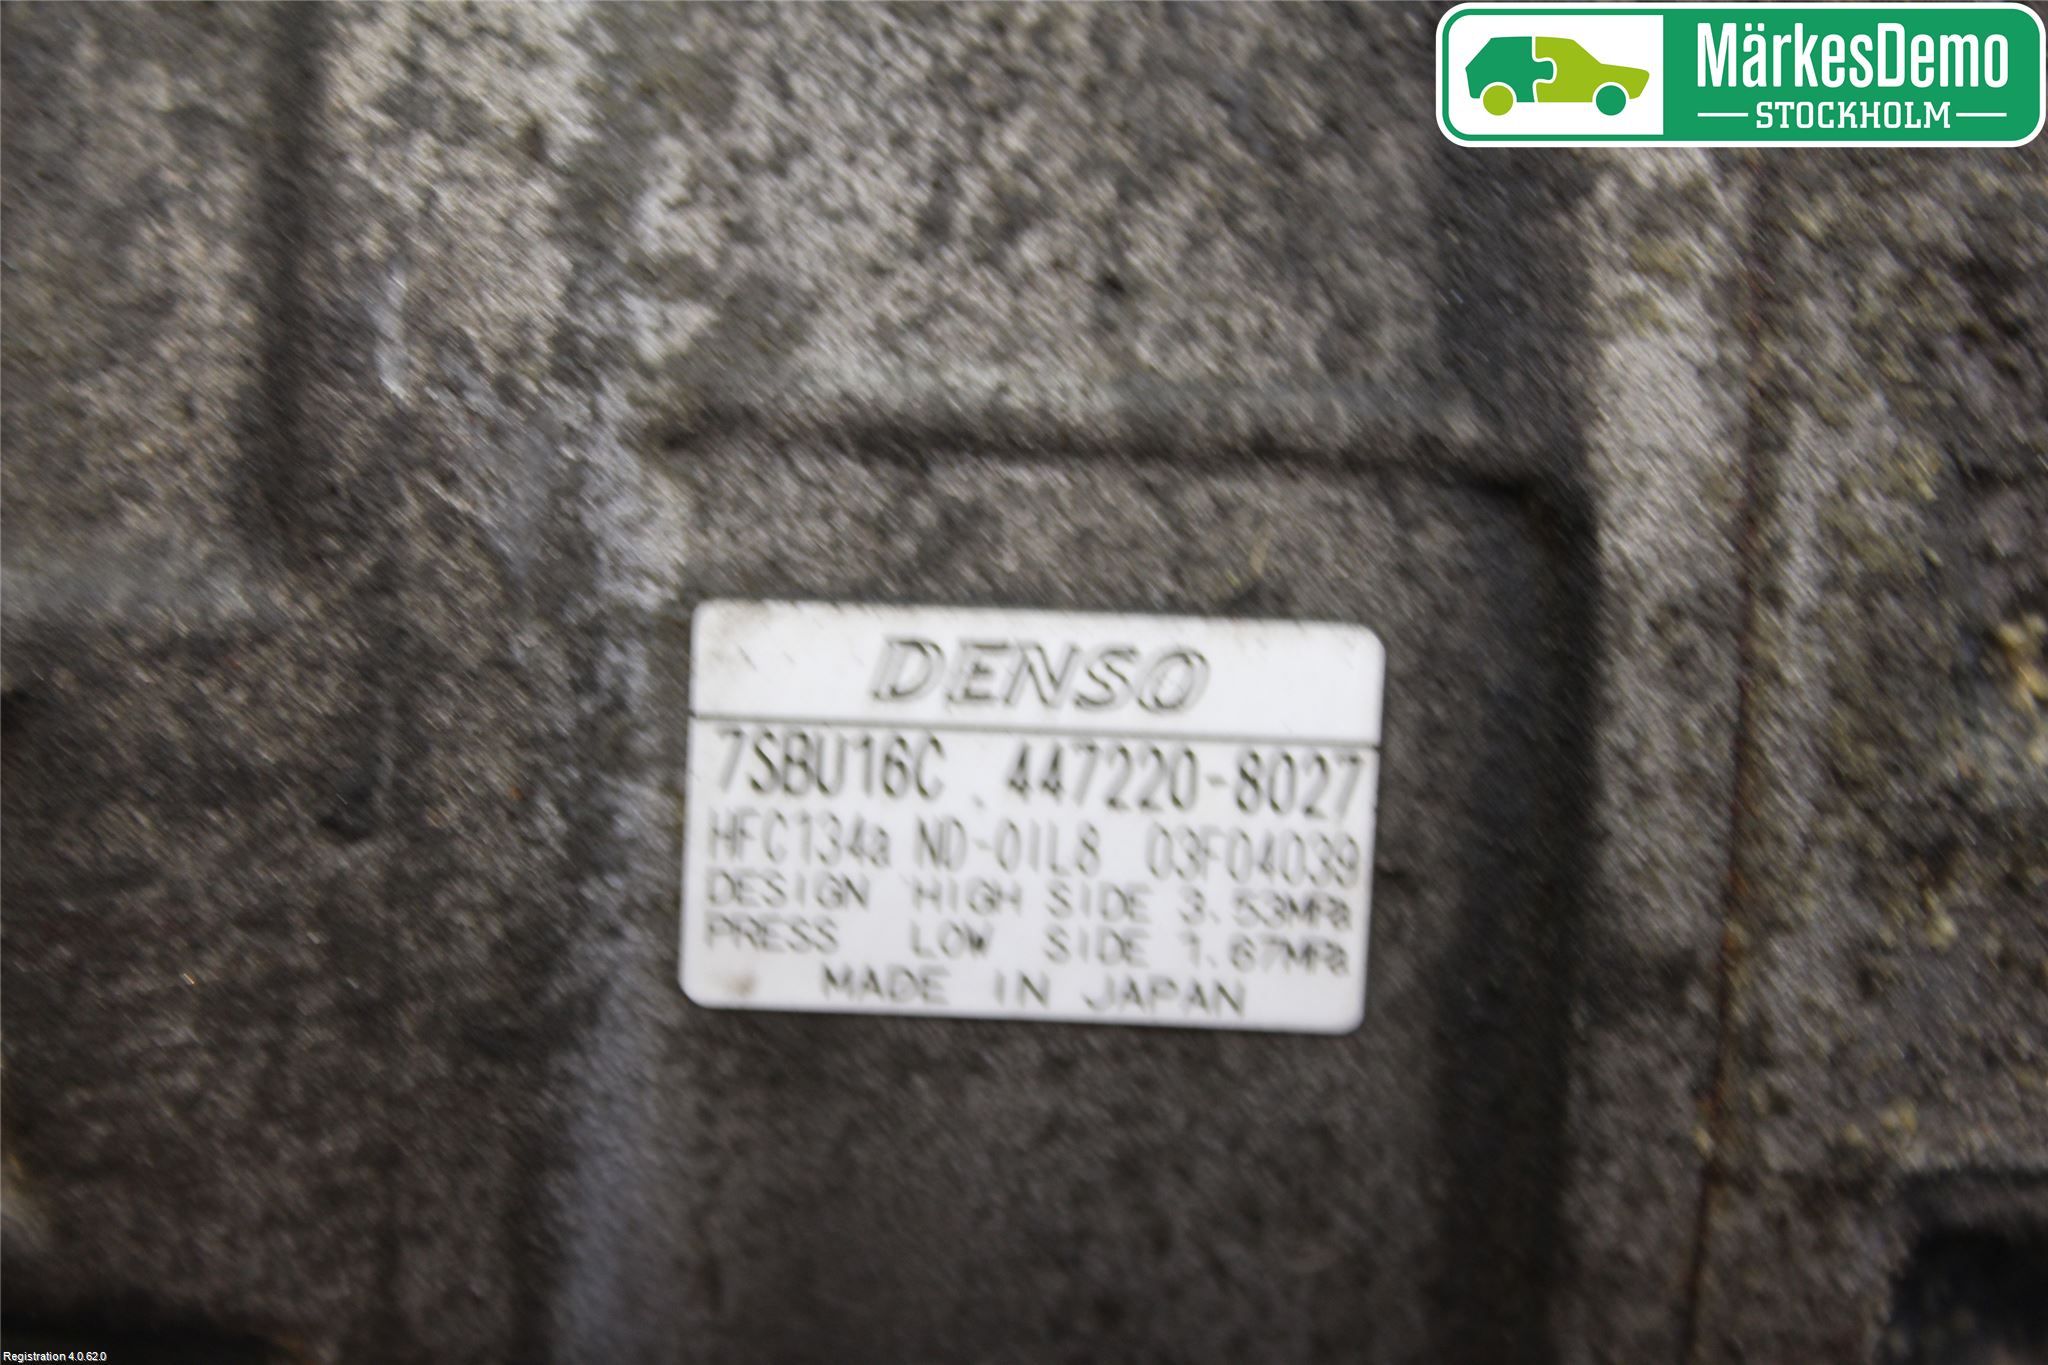 MärkesDemo
STOCKHOLM
DENSO
7SBU16C 447220-8027
HFC134a ND-OIL8 03F04039
DESIGN HIGH SIDE 3.53MPa
PRESS LOW SIDE 1.67MPa
MADE IN JAPAN
Registration 4.0.62.0